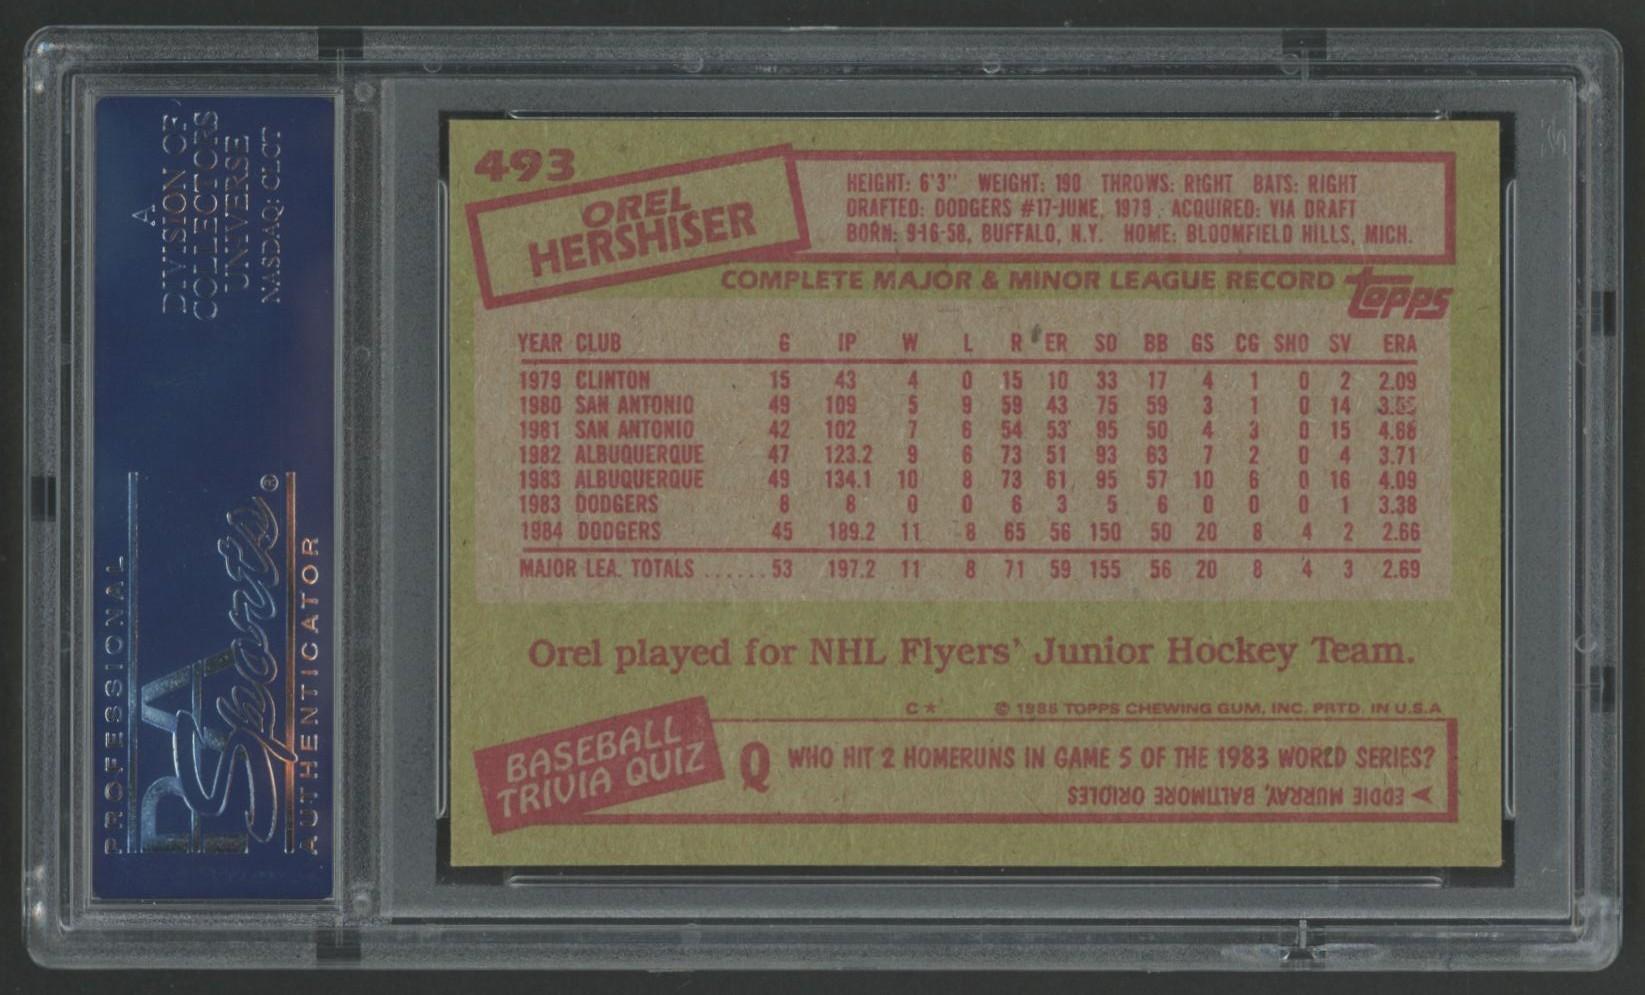 A
DIVISION OF
COLLECTORS
UNIVERSE
NASDAQ: CLCT
PROFESSIONAL
PSA
Sports®
AUTHENTICATOR
493
OREL
HERSHISER
HEIGHT: 6'3" WEIGHT: 190 THROWS: RIGHT BATS: RIGHT
DRAFTED: DODGERS #17-JUNE, 1979 ACQUIRED: VIA DRAFT
BORN: 9-16-58, BUFFALO, N.Y. HOME: BLOOMFIELD HILLS, MICH.
COMPLETE MAJOR & MINOR LEAGUE RECORD topps
YEAR CLUB G IP W L R ER SO BB GS CG SHO SV ERA
1979 CLINTON 15 43 4 0 15 10 33 17 4 1 0 2 2.09
1980 SAN ANTONIO 49 109 5 9 59 43 75 59 3 1 0 14 3.55
1981 SAN ANTONIO 42 102 7 6 54 53 95 50 4 3 0 15 4.68
1982 ALBUQUERQUE 47 123.2 9 6 73 51 93 63 7 2 0 4 3.71
1983 ALBUQUERQUE 49 134.1 10 8 73 61 95 57 10 6 0 16 4.09
1983 DODGERS 8 8 0 0 6 3 5 6 0 0 0 1 3.38
1984 DODGERS 45 189.2 11 8 65 56 150 50 20 8 4 2 2.66
MAJOR LEA. TOTALS ...... 53 197.2 11 8 71 59 155 56 20 8 4 3 2.69
Orel played for NHL Flyers' Junior Hockey Team.
C★ © 1985 TOPPS CHEWING GUM, INC. PRTD. IN U.S.A
BASEBALL
TRIVIA QUIZ
Q WHO HIT 2 HOMERUNS IN GAME 5 OF THE 1983 WORLD SERIES?
EDDIE MURRAY, BALTIMORE ORIOLES